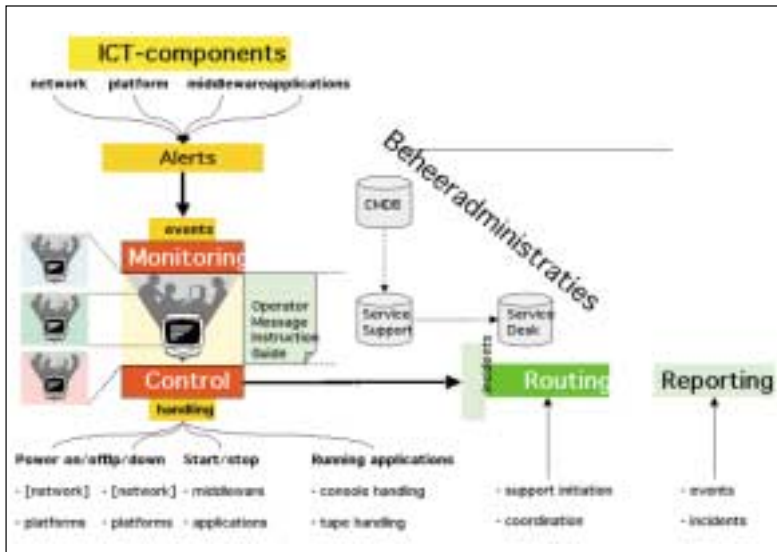 ICT-components
network platform middlewareapplications
Alerts
Beheeradministraties
CMDB
events
Monitoring
Operator
Message
Instruction
Guide
Service
Support
Service
Desk
Control
incidents
Routing
Reporting
handling
Power on/off Up/down Start/stop Running applications
- [network] - [network] - middlewans - console handling - support initiation - events
- platforms - platforms - applications - tape handling - coordination - incidents